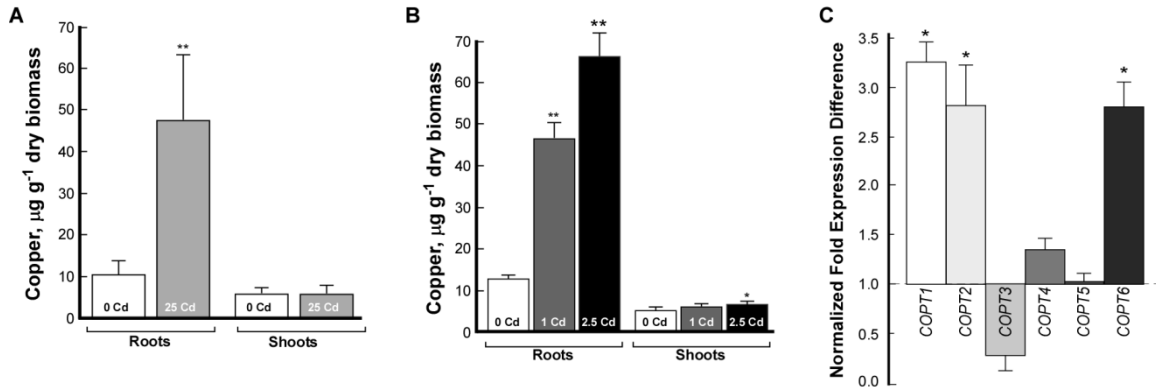 A
Copper, μg g-1 dry biomass
70
60
50
40
30
20
10
0
**
0 Cd
25 Cd
0 Cd
25 Cd
Roots
Shoots
B
Copper, μg g-1 dry biomass
70
60
50
40
30
20
10
0
**
**
*
0 Cd
1 Cd
2.5 Cd
0 Cd
1 Cd
2.5 Cd
Roots
Shoots
C
Normalized Fold Expression Difference
3.5
3.0
2.5
2.0
1.5
1.0
0.5
0.0
*
*
*
COPT1
COPT2
COPT3
COPT4
COPT5
COPT6